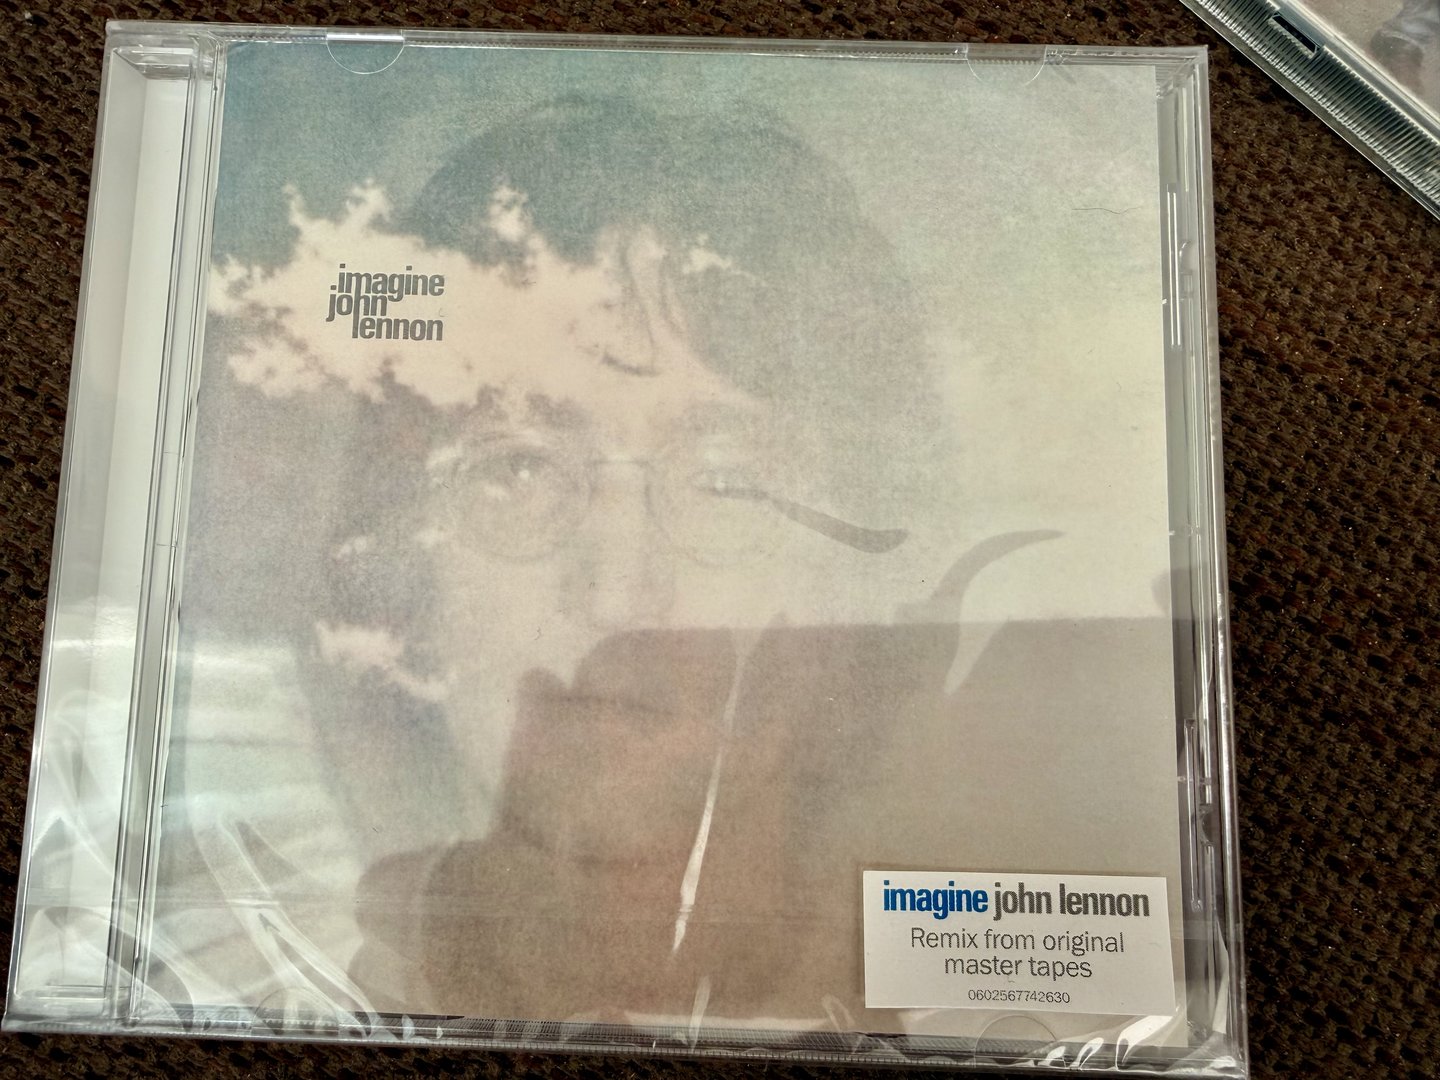 imagine
john
lennon
imagine john lennon
Remix from original
master tapes
0602567742630